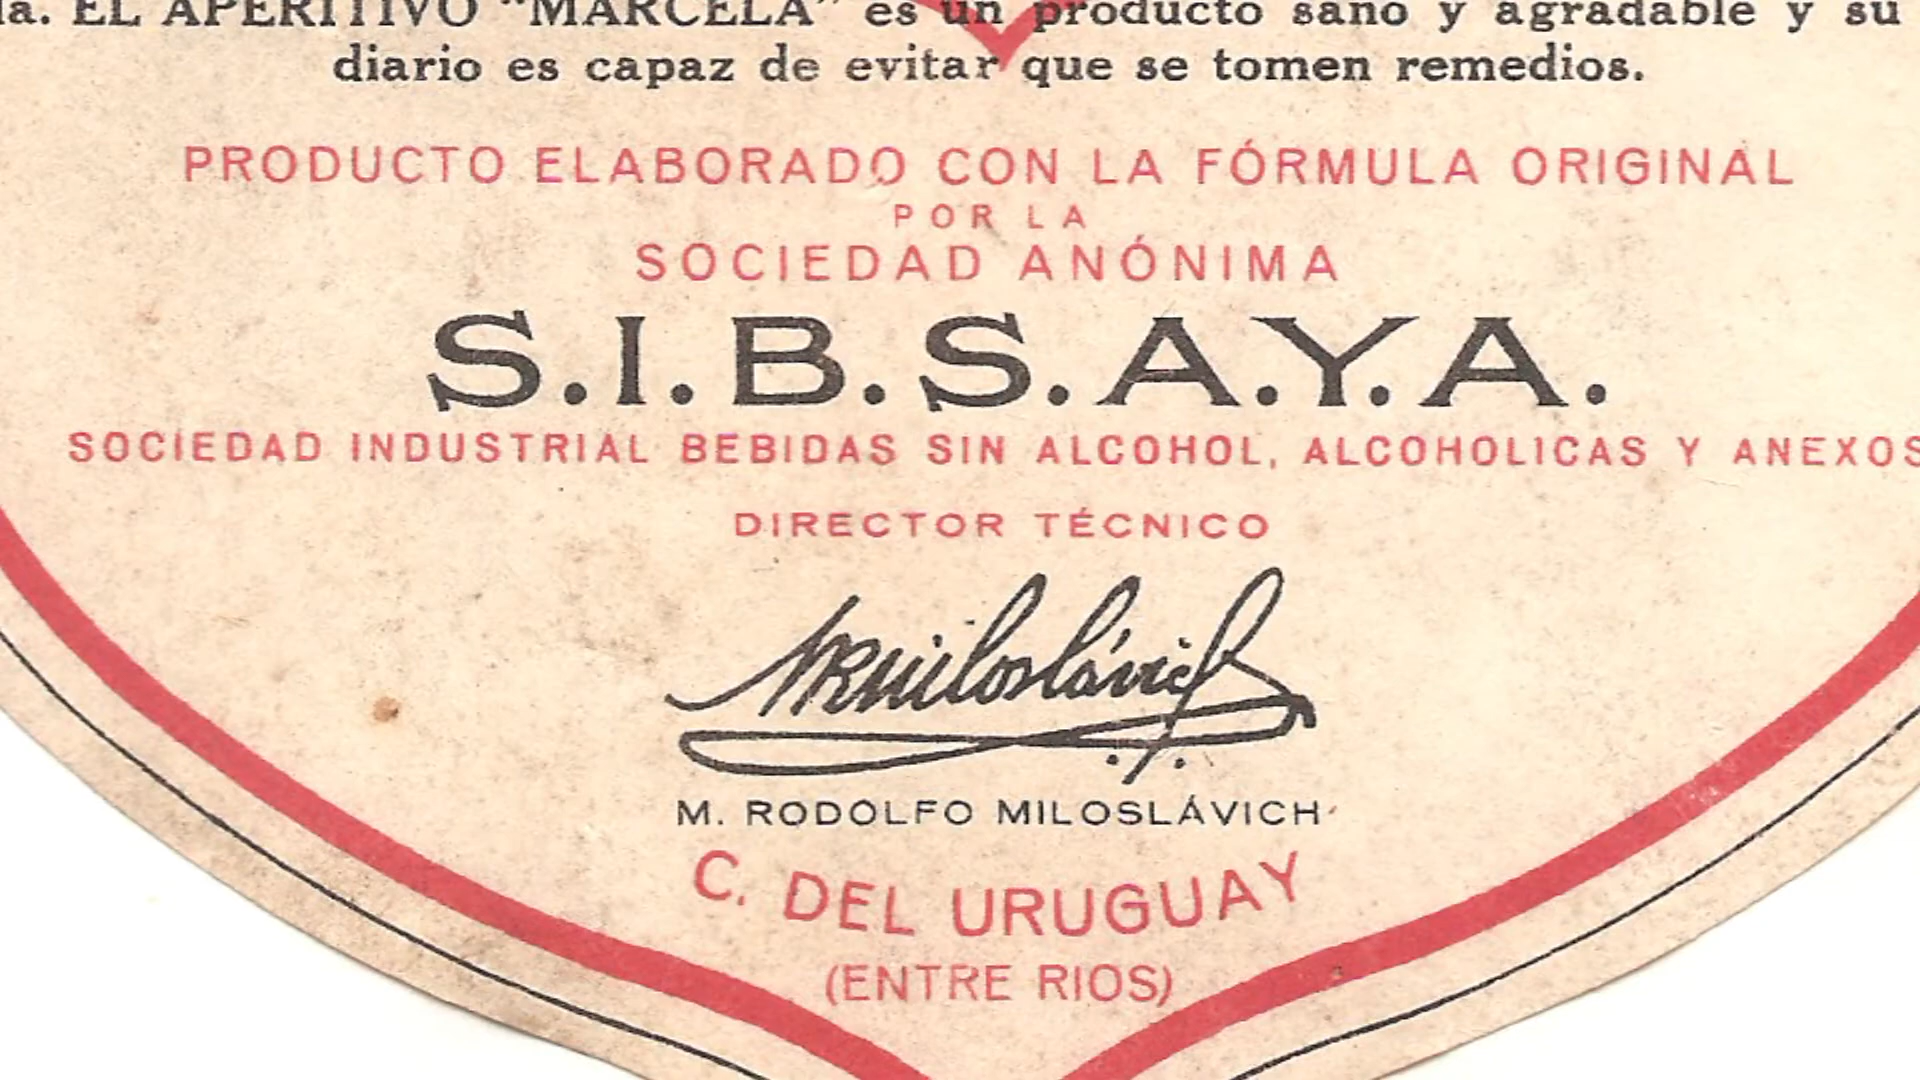 la. EL APERITIVO "MARCELA" es un producto sano y agradable y su
diario es capaz de evitar que se tomen remedios.
PRODUCTO ELABORADO CON LA FÓRMULA ORIGINAL
POR LA
SOCIEDAD ANÓNIMA
S.I.B.S.A.Y.A.
SOCIEDAD INDUSTRIAL BEBIDAS SIN ALCOHOL, ALCOHOLICAS Y ANEXOS
DIRECTOR TÉCNICO
MRMiloslávich
M. RODOLFO MILOSLÁVICH
C. DEL URUGUAY
(ENTRE RIOS)